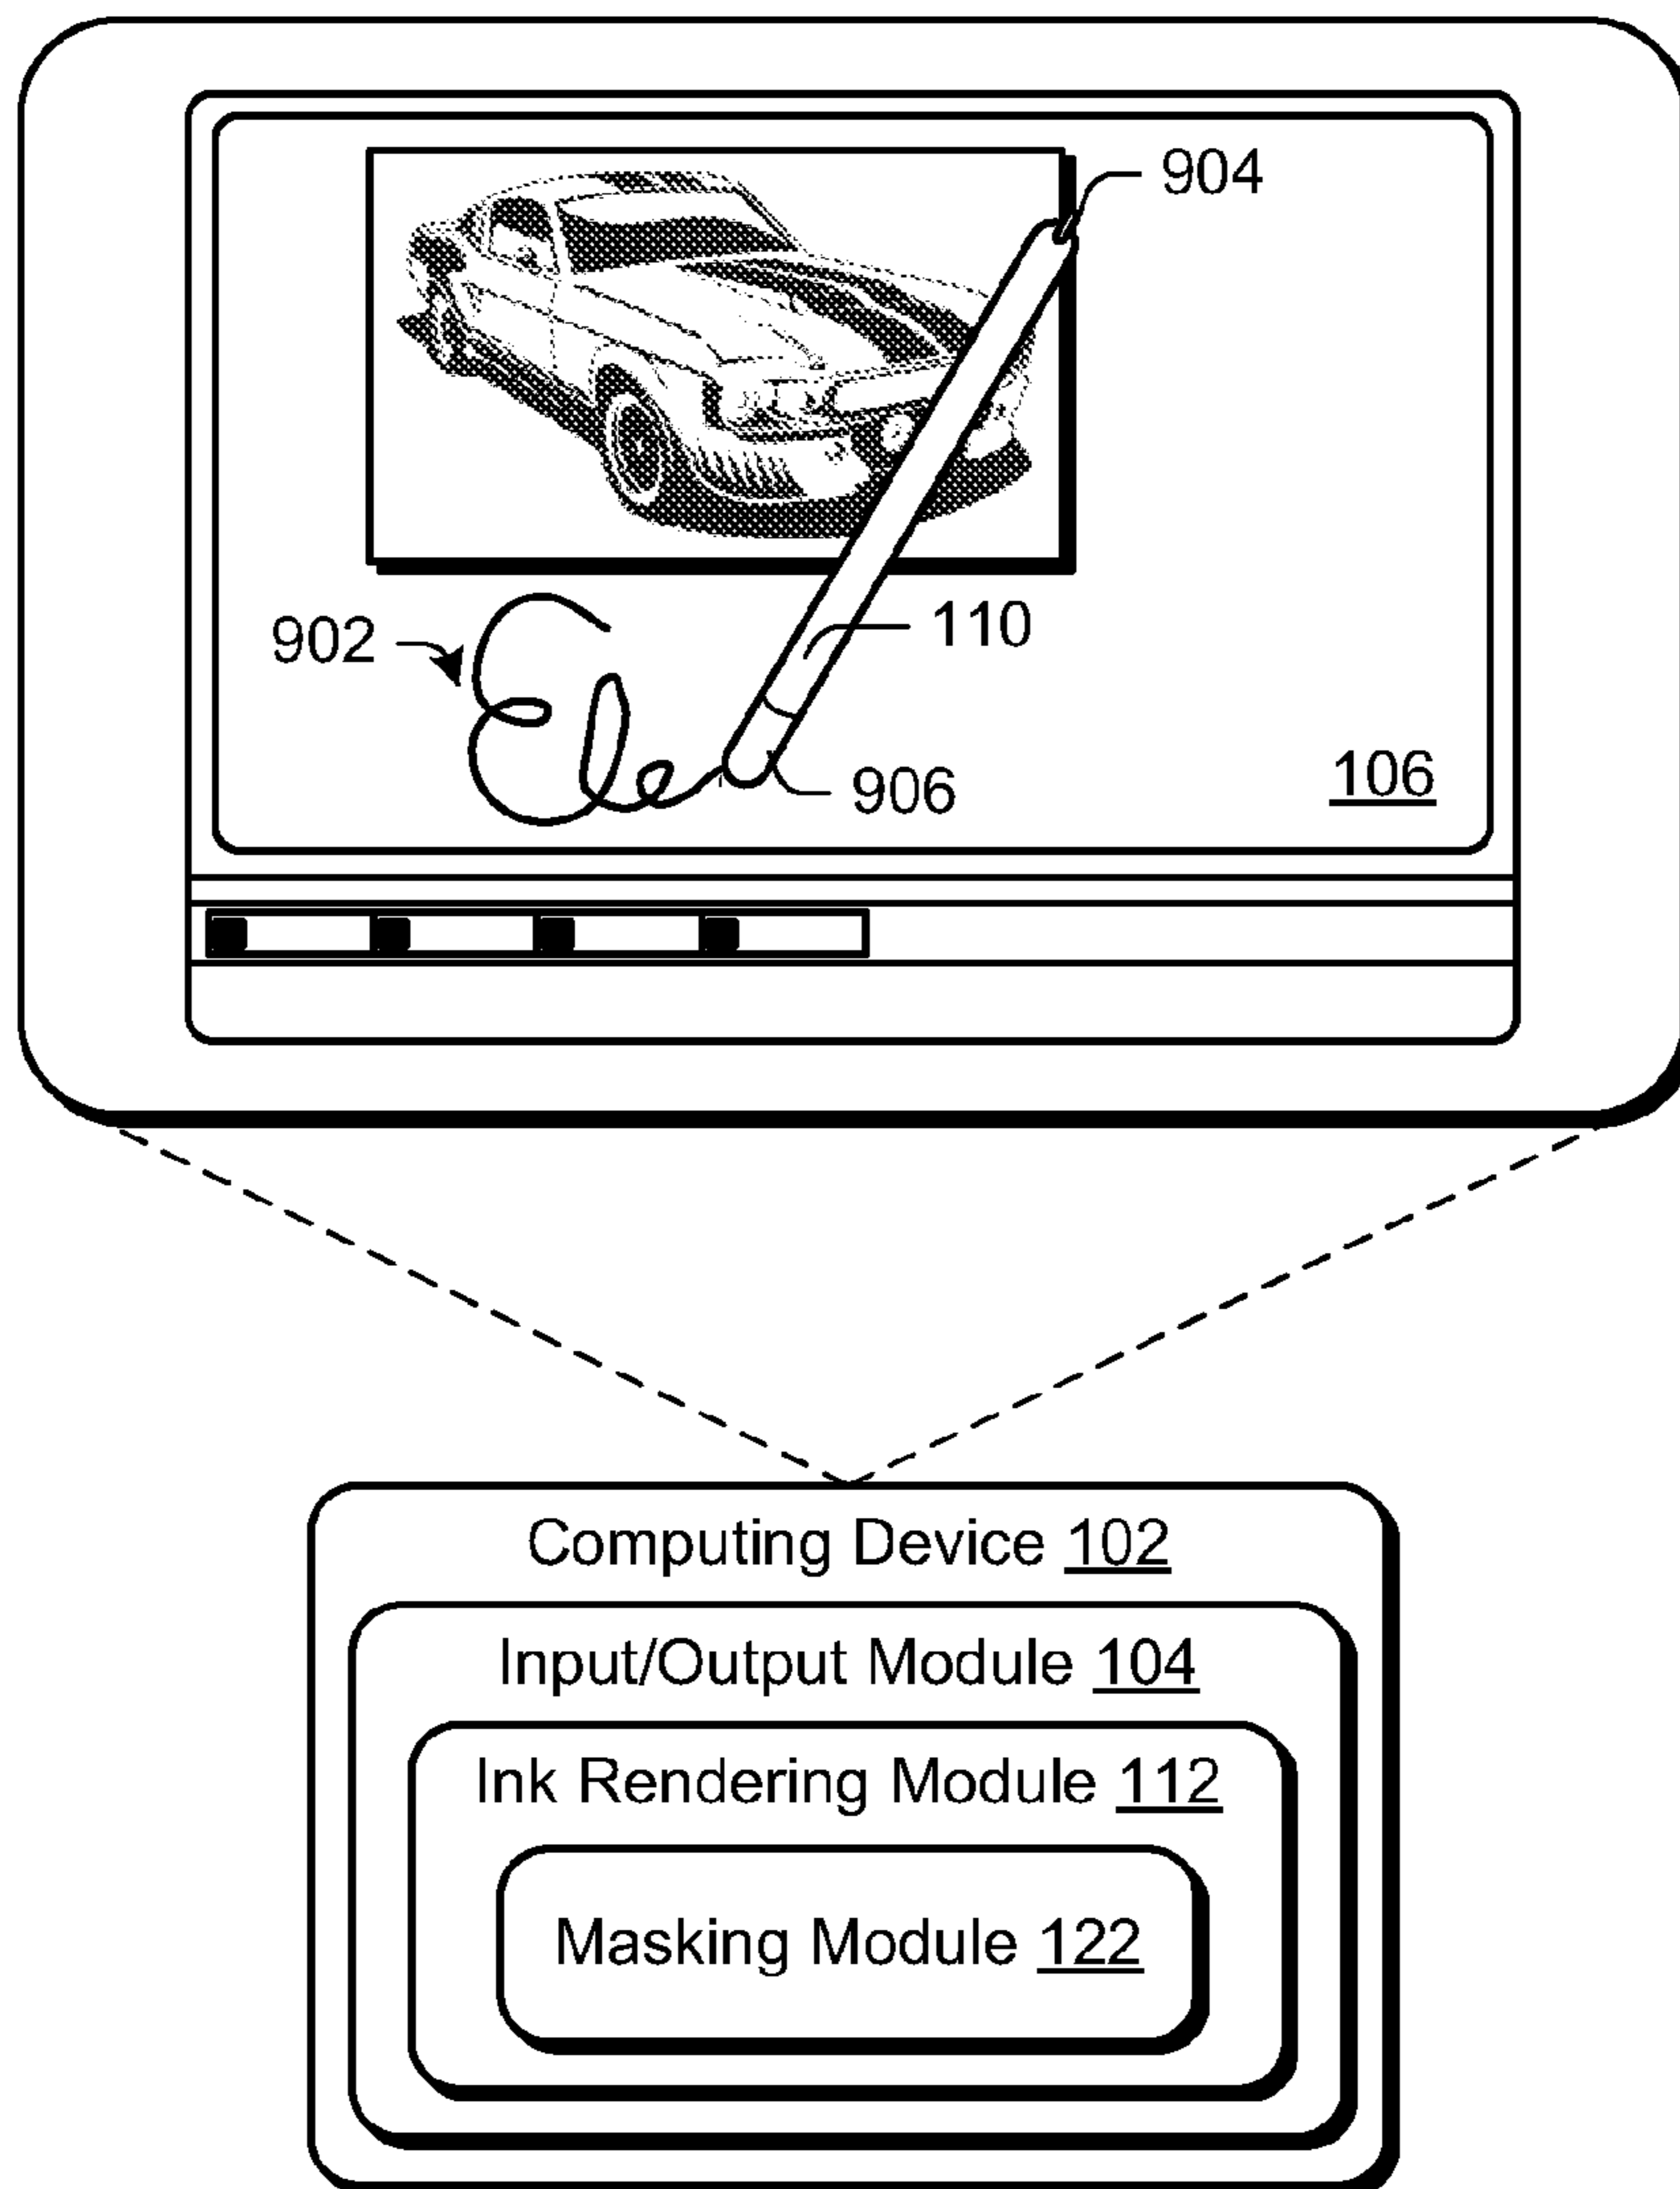 904
902
110
Ele
906
106
Computing Device 102
Input/Output Module 104
Ink Rendering Module 112
Masking Module 122